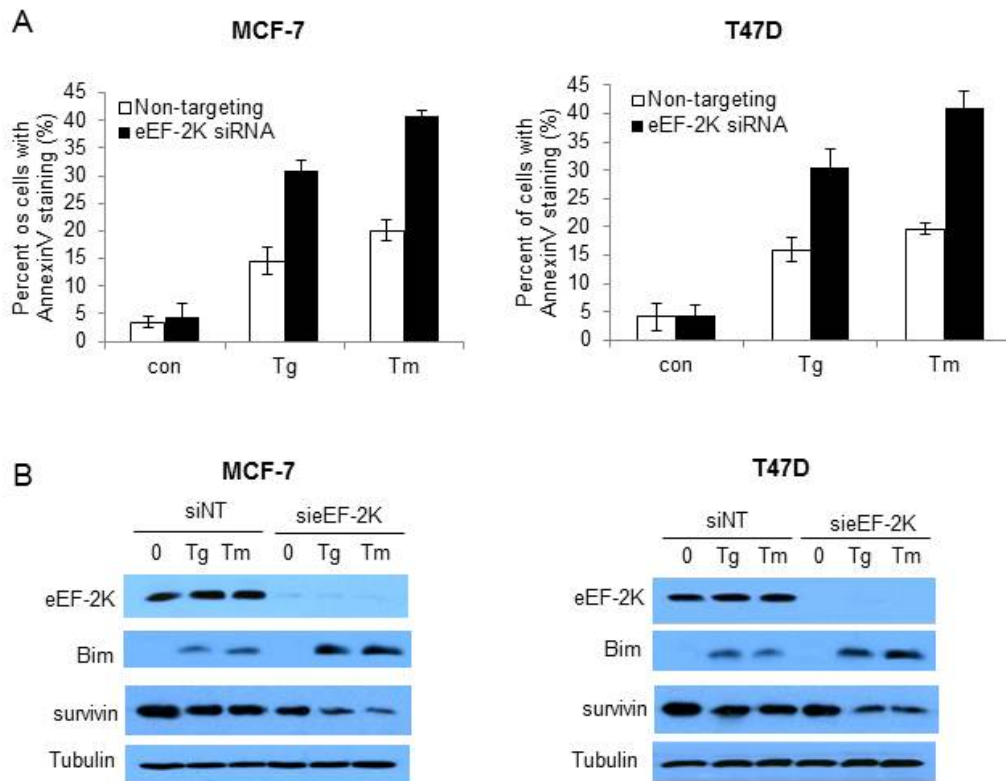 A
MCF-7
Percent os cells with
AnnexinV staining (%)
45
40
35
30
25
20
15
10
5
0
Non-targeting
eEF-2K siRNA
con Tg Tm
T47D
Percent of cells with
AnnexinV staining (%)
45
40
35
30
25
20
15
10
5
0
Non-targeting
eEF-2K siRNA
con Tg Tm
B
MCF-7
siNT sieEF-2K
0 Tg Tm 0 Tg Tm
eEF-2K
Bim
survivin
Tubulin
T47D
siNT sieEF-2K
0 Tg Tm 0 Tg Tm
eEF-2K
Bim
survivin
Tubulin